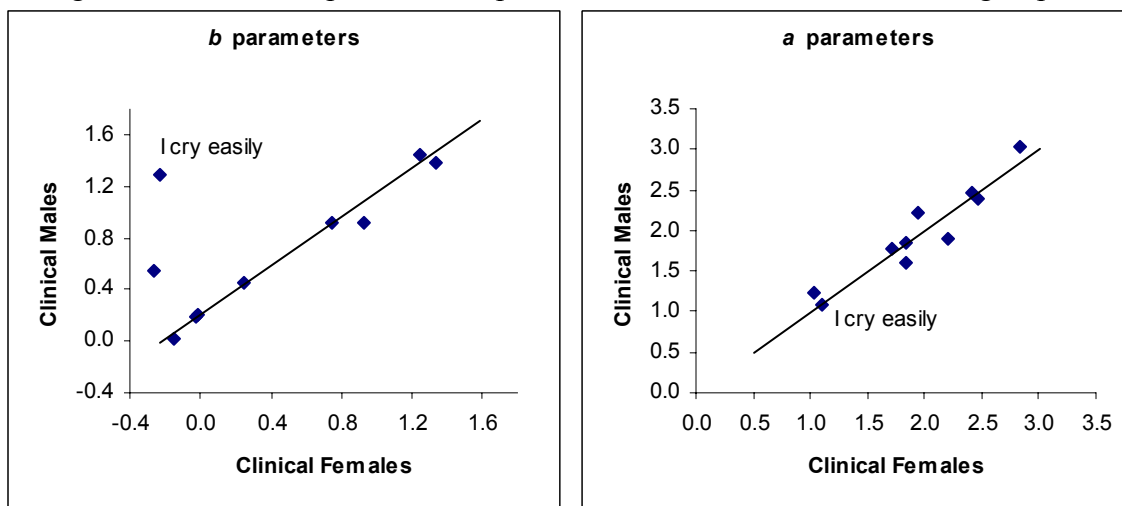 b parameters
1.6
1.2
0.8
0.4
0.0
-0.4
-0.4 0.0 0.4 0.8 1.2 1.6
I cry easily
Clinical Males
Clinical Females
a parameters
3.5
3.0
2.5
2.0
1.5
1.0
0.5
0.0
0.0 0.5 1.0 1.5 2.0 2.5 3.0 3.5
I cry easily
Clinical Males
Clinical Females